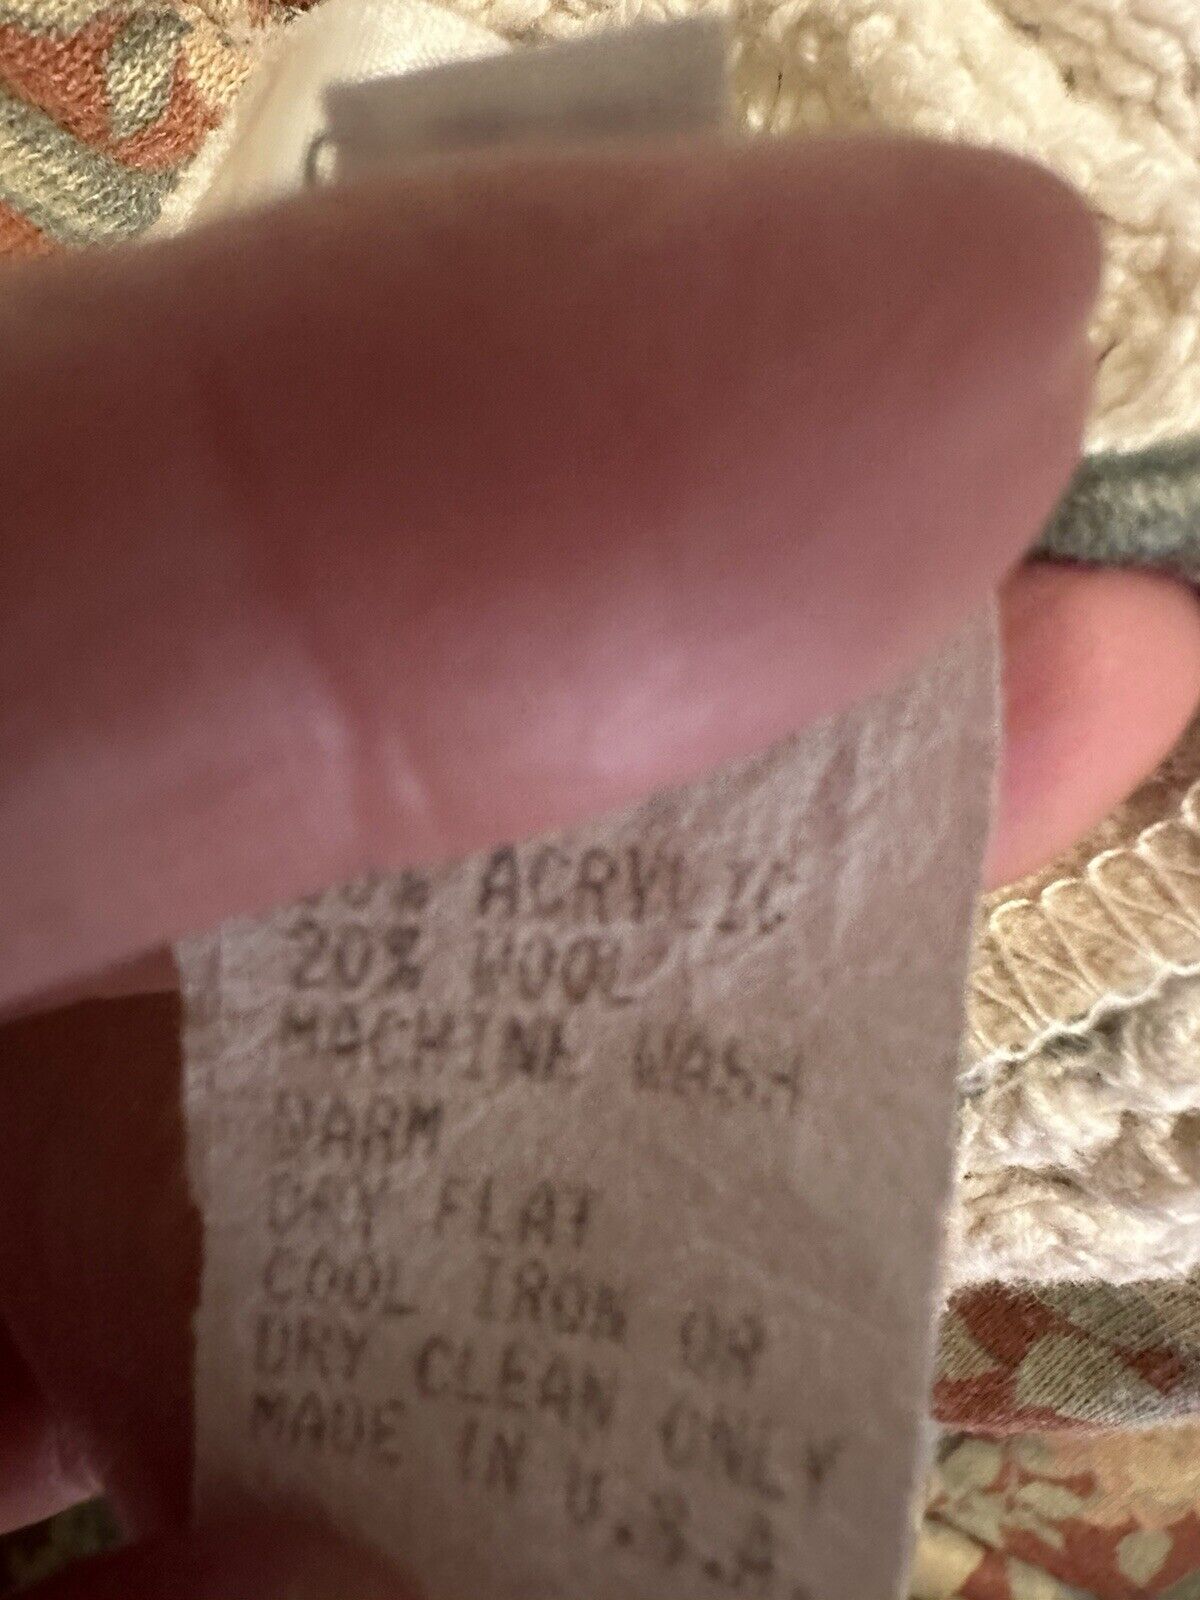 % ACRYLIC
20% WOOL
MACHINE WASH
WARM
DRY FLAT
COOL IRON OR
DRY CLEAN ONLY
MADE IN U.S.A.